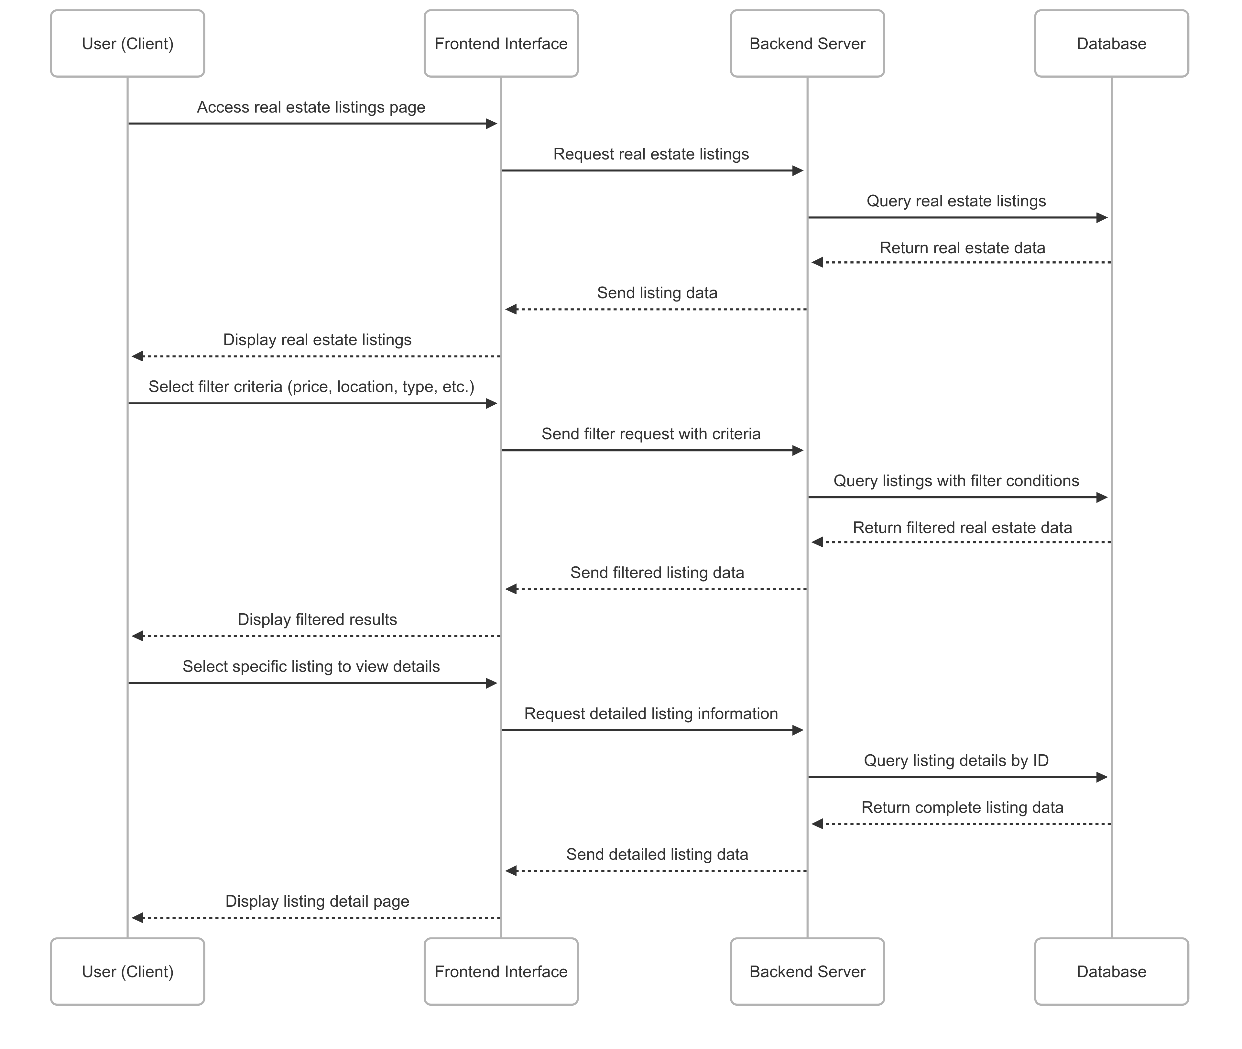 User (Client)
Frontend Interface
Backend Server
Database
Access real estate listings page
Request real estate listings
Query real estate listings
Return real estate data
Send listing data
Display real estate listings
Select filter criteria (price, location, type, etc.)
Send filter request with criteria
Query listings with filter conditions
Return filtered real estate data
Send filtered listing data
Display filtered results
Select specific listing to view details
Request detailed listing information
Query listing details by ID
Return complete listing data
Send detailed listing data
Display listing detail page
User (Client)
Frontend Interface
Backend Server
Database